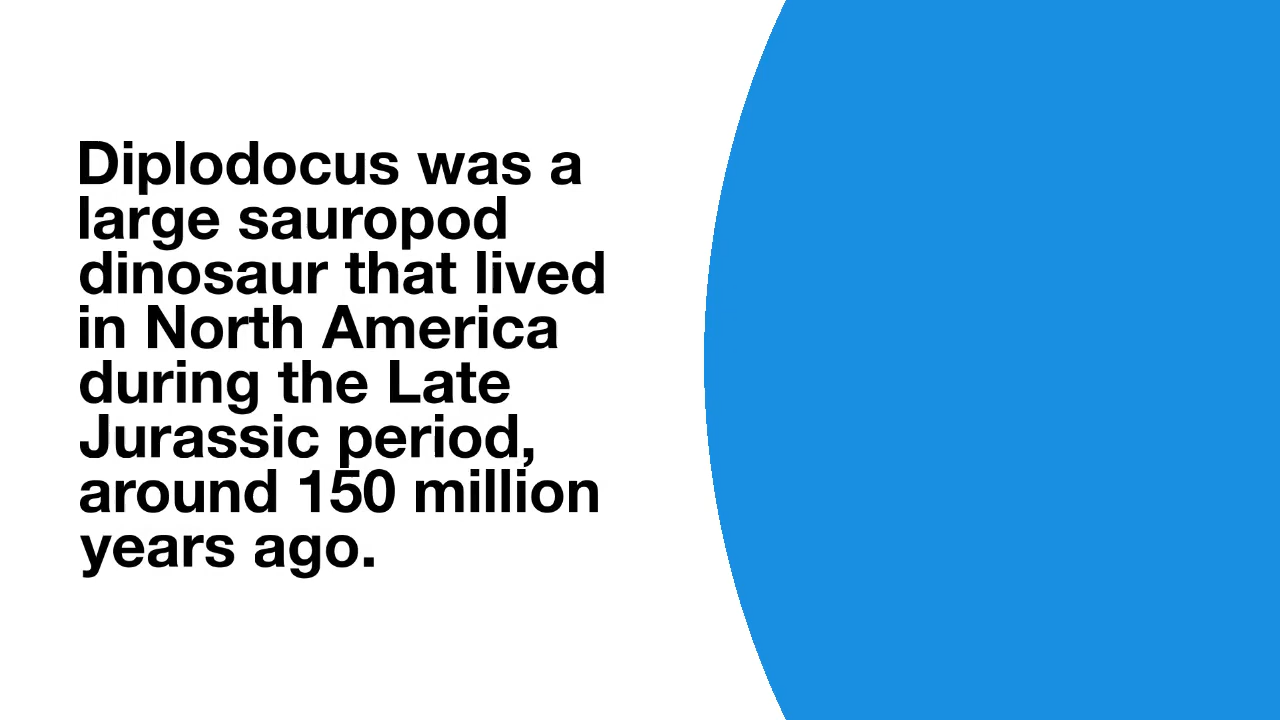 Diplodocus was a
large sauropod
dinosaur that lived
in North America
during the Late
Jurassic period,
around 150 million
years ago.